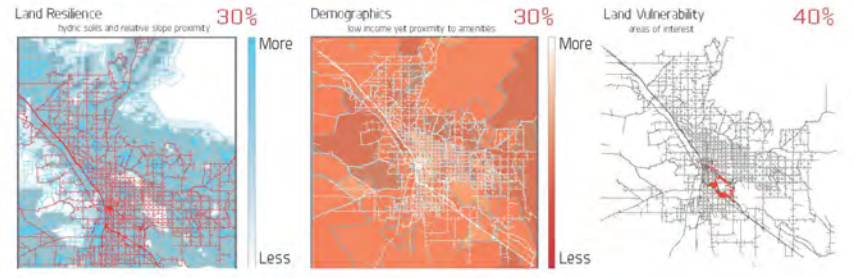 Land Resilience 30%
hydric soils and relative slope proximity
More
Less
Demographics 30%
low income yet proximity to amenities
More
Less
Land Vulnerability 40%
areas of interest